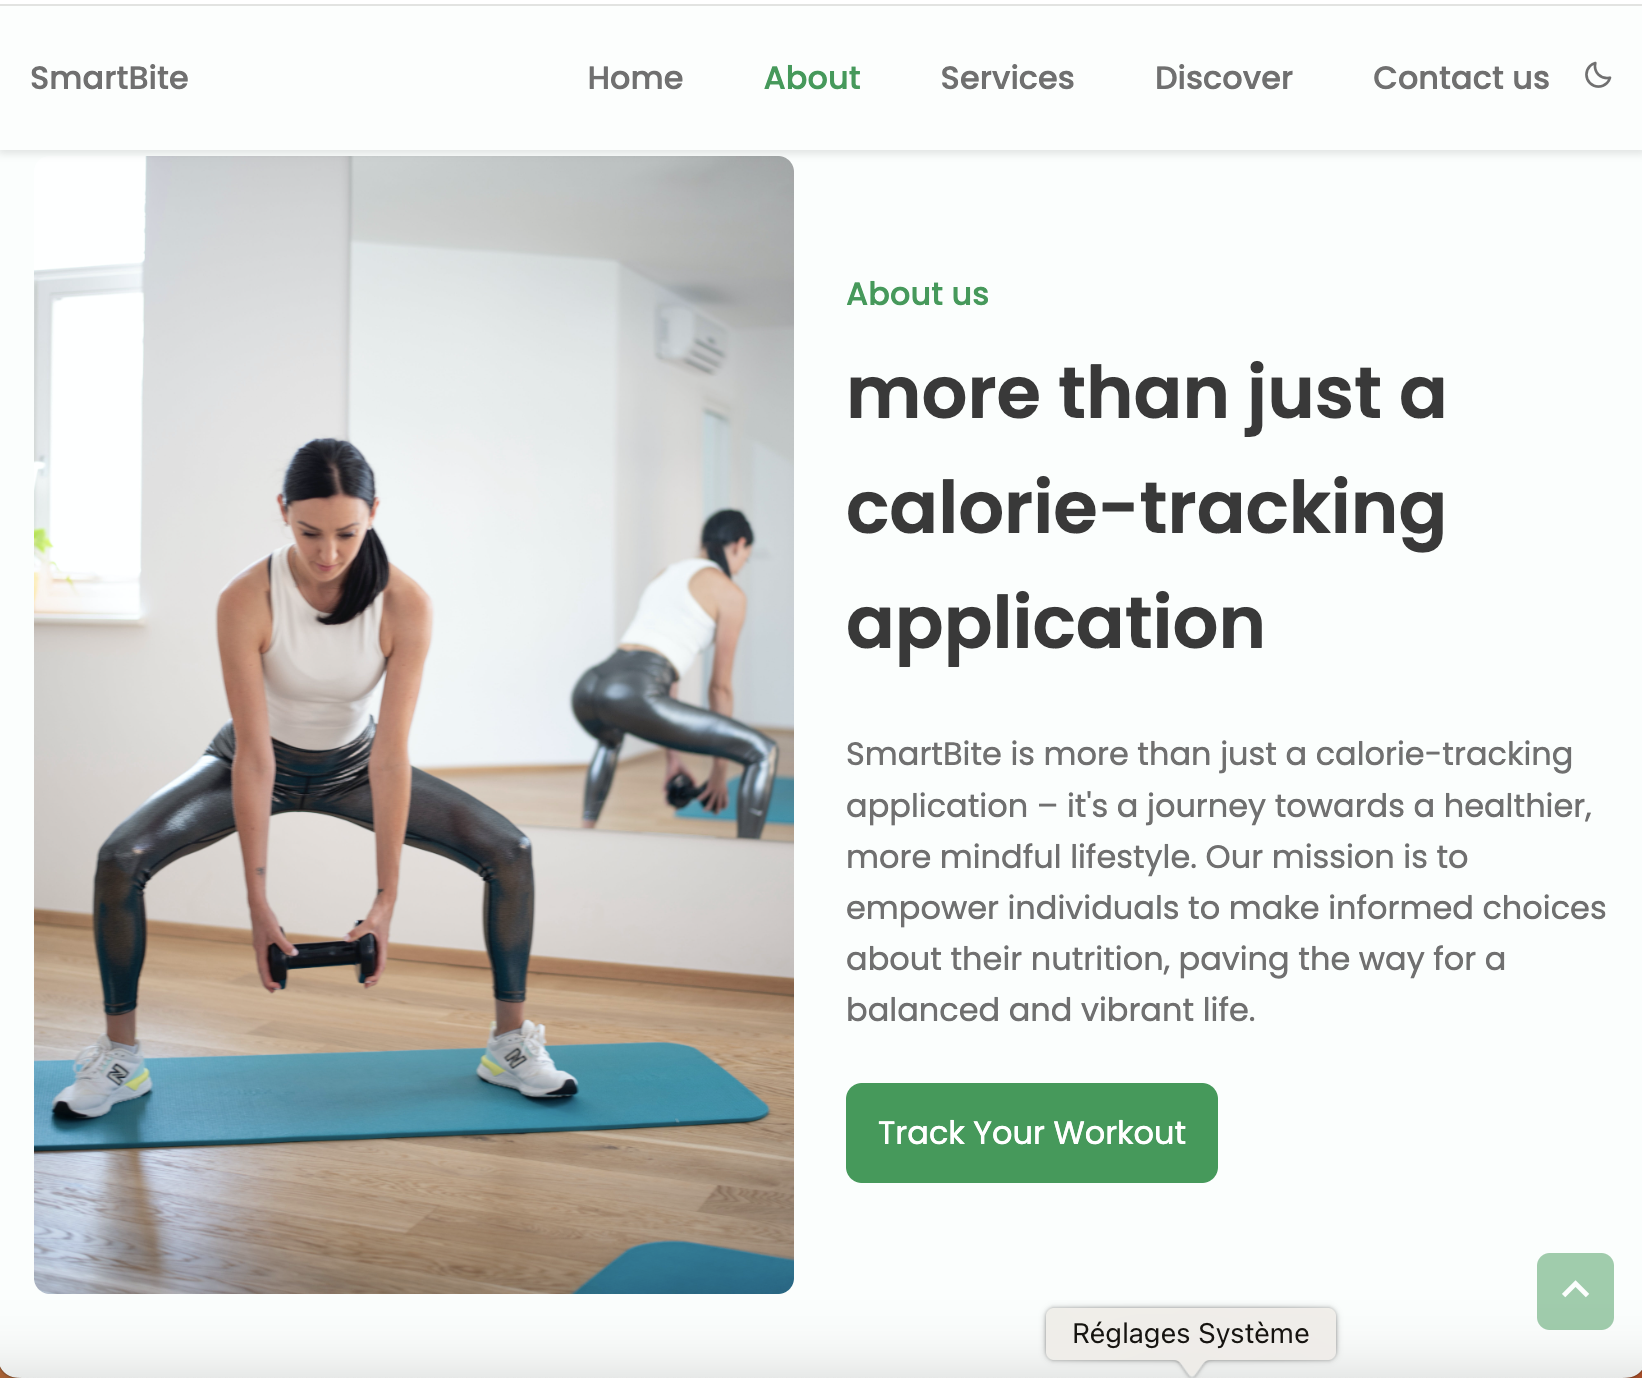 SmartBite
Home
About
Services
Discover
Contact us
About us
more than just a
calorie-tracking
application
SmartBite is more than just a calorie-tracking
application – it's a journey towards a healthier,
more mindful lifestyle. Our mission is to
empower individuals to make informed choices
about their nutrition, paving the way for a
balanced and vibrant life.
Track Your Workout
Réglages Système
N
N